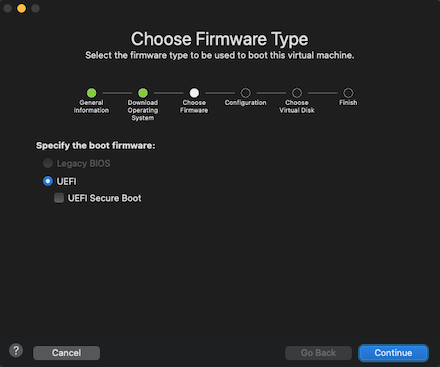 Choose Firmware Type
Select the firmware type to be used to boot this virtual machine.
General
Information
Download
Operating
System
Choose
Firmware
Configuration
Choose
Virtual Disk
Finish
Specify the boot firmware:
Legacy BIOS
UEFI
UEFI Secure Boot
?
Cancel
Go Back
Continue